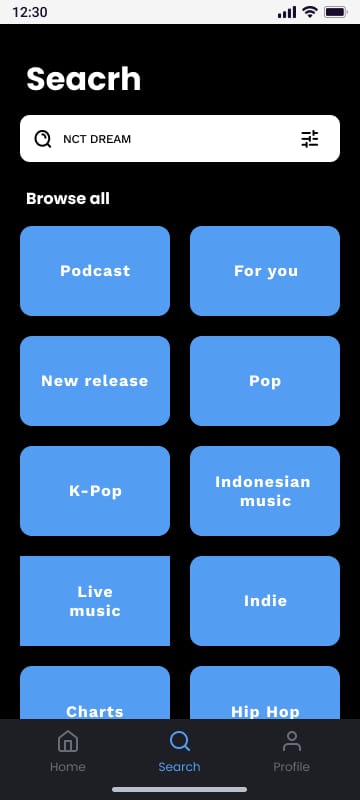 12:30
Seacrh
NCT DREAM
Browse all
Podcast
For you
New release
Pop
K-Pop
Indonesian
music
Live
music
Indie
Charts
Hip Hop
Home
Search
Profile